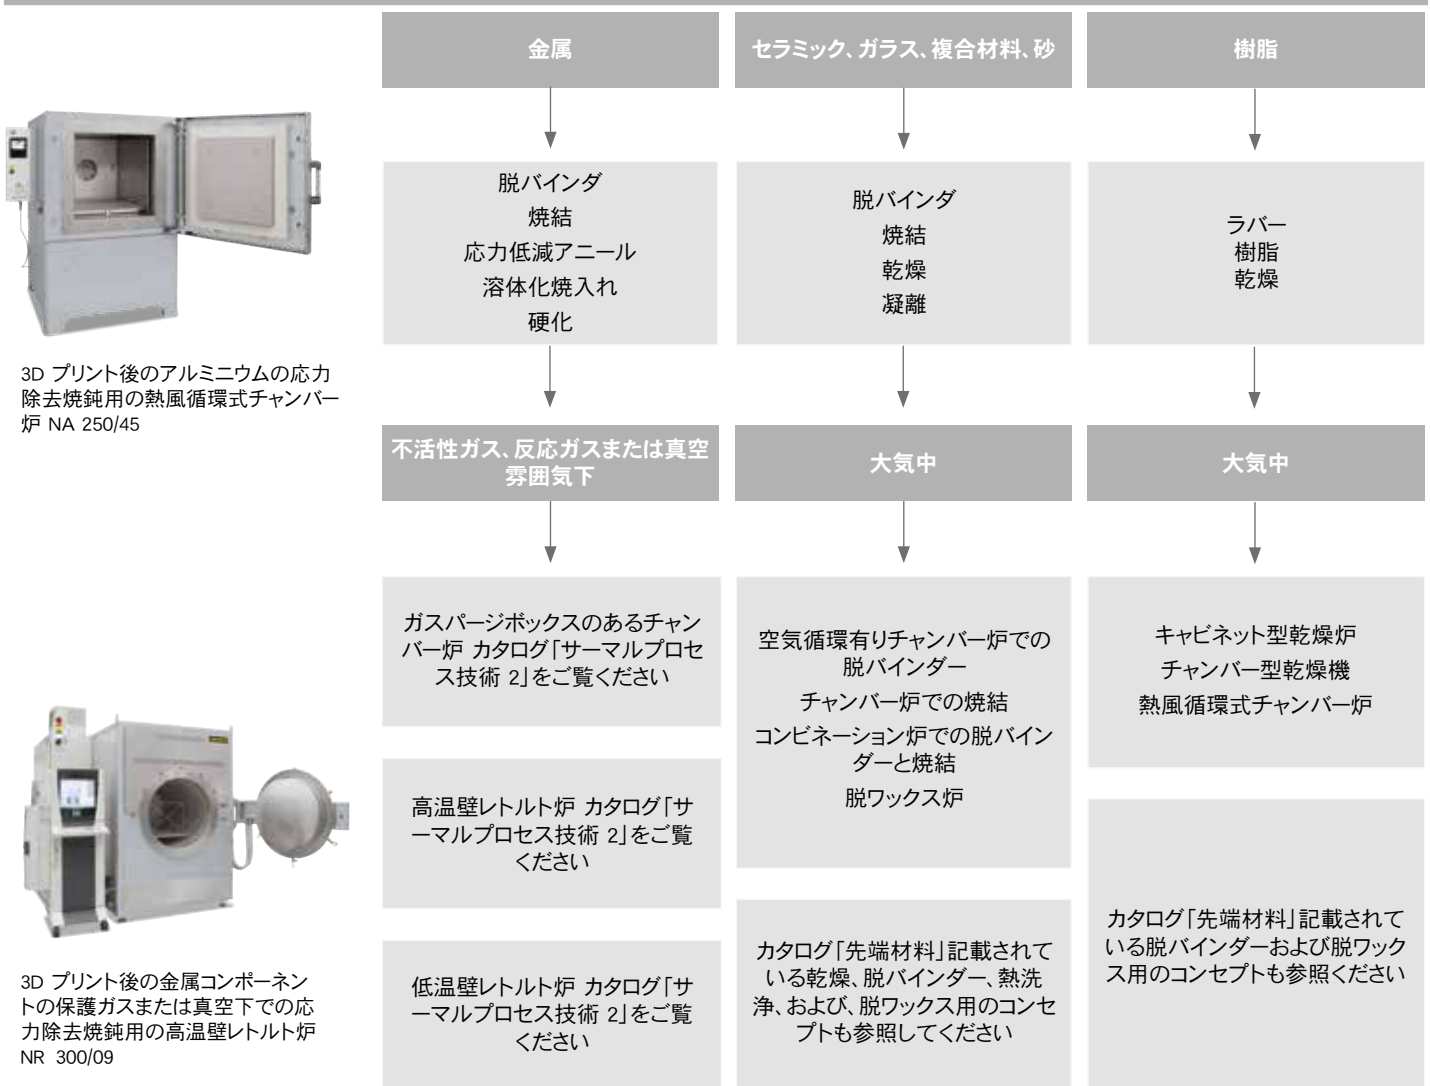 金属
セラミック、ガラス、複合材料、砂
樹脂
脱バインダ
焼結
応力低減アニール
溶体化焼入れ
硬化
脱バインダ
焼結
乾燥
凝離
ラバー
樹脂
乾燥
3D プリント後のアルミニウムの応力
除去焼鈍用の熱風循環式チャンバー
炉 NA 250/45
不活性ガス、反応ガスまたは真空
雰囲気下
大気中
大気中
ガスパージボックスのあるチャン
バー炉 カタログ「サーマルプロセ
ス技術 2」をご覧ください
高温壁レトルト炉 カタログ「サ
ーマルプロセス技術 2」をご覧
ください
低温壁レトルト炉 カタログ「サ
ーマルプロセス技術 2」をご覧
ください
空気循環有りチャンバー炉での
脱バインダー
チャンバー炉での焼結
コンビネーション炉での脱バイン
ダーと焼結
脱ワックス炉
カタログ「先端材料」記載されて
いる乾燥、脱バインダー、熱洗
浄、および、脱ワックス用のコンセ
プトも参照してください
キャビネット型乾燥炉
チャンバー型乾燥機
熱風循環式チャンバー炉
カタログ「先端材料」記載されて
いる脱バインダーおよび脱ワック
ス用のコンセプトも参照ください
3D プリント後の金属コンポーネン
トの保護ガスまたは真空下での応
力除去焼鈍用の高温壁レトルト炉
NR 300/09